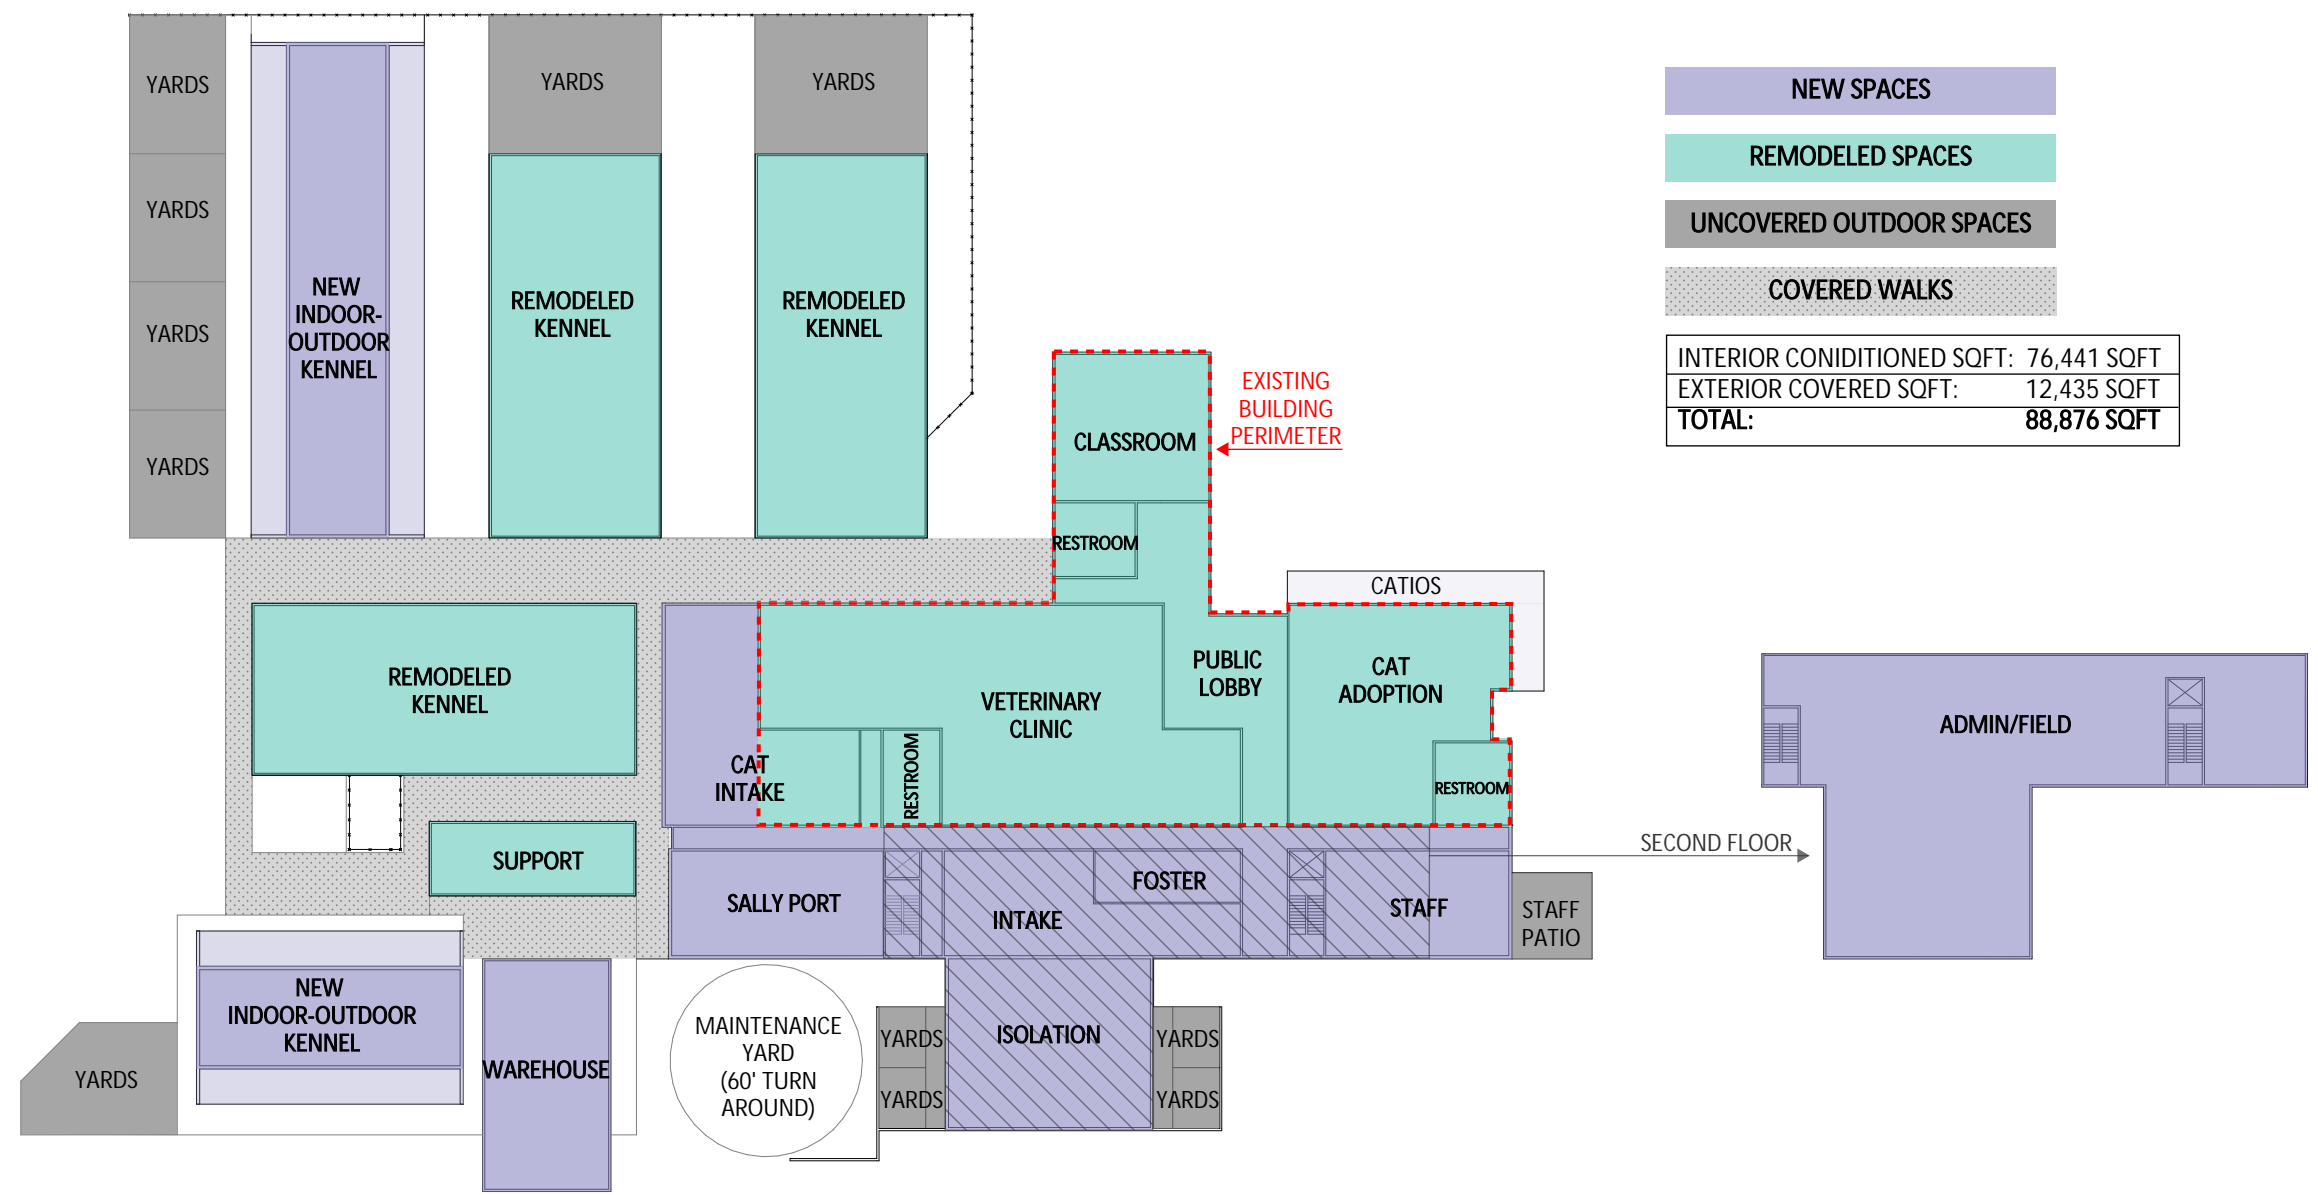 YARDS
YARDS
YARDS
NEW SPACES
REMODELED SPACES
YARDS
UNCOVERED OUTDOOR SPACES
COVERED WALKS
NEW
INDOOR-
OUTDOOR
KENNEL
REMODELED
KENNEL
REMODELED
KENNEL
YARDS
INTERIOR CONIDITIONED SQFT: 76,441 SQFT
EXTERIOR COVERED SQFT: 12,435 SQFT
TOTAL: 88,876 SQFT
EXISTING
BUILDING
PERIMETER
CLASSROOM
YARDS
RESTROOM
CATIOS
REMODELED
KENNEL
PUBLIC
LOBBY
CAT
ADOPTION
VETERINARY
CLINIC
ADMIN/FIELD
CAT
INTAKE
RESTROOM
RESTROOM
SECOND FLOOR
SUPPORT
SALLY PORT
FOSTER
INTAKE
STAFF
STAFF
PATIO
NEW
INDOOR-OUTDOOR
KENNEL
WAREHOUSE
MAINTENANCE
YARD
(60' TURN
AROUND)
YARDS
ISOLATION
YARDS
YARDS
YARDS
YARDS